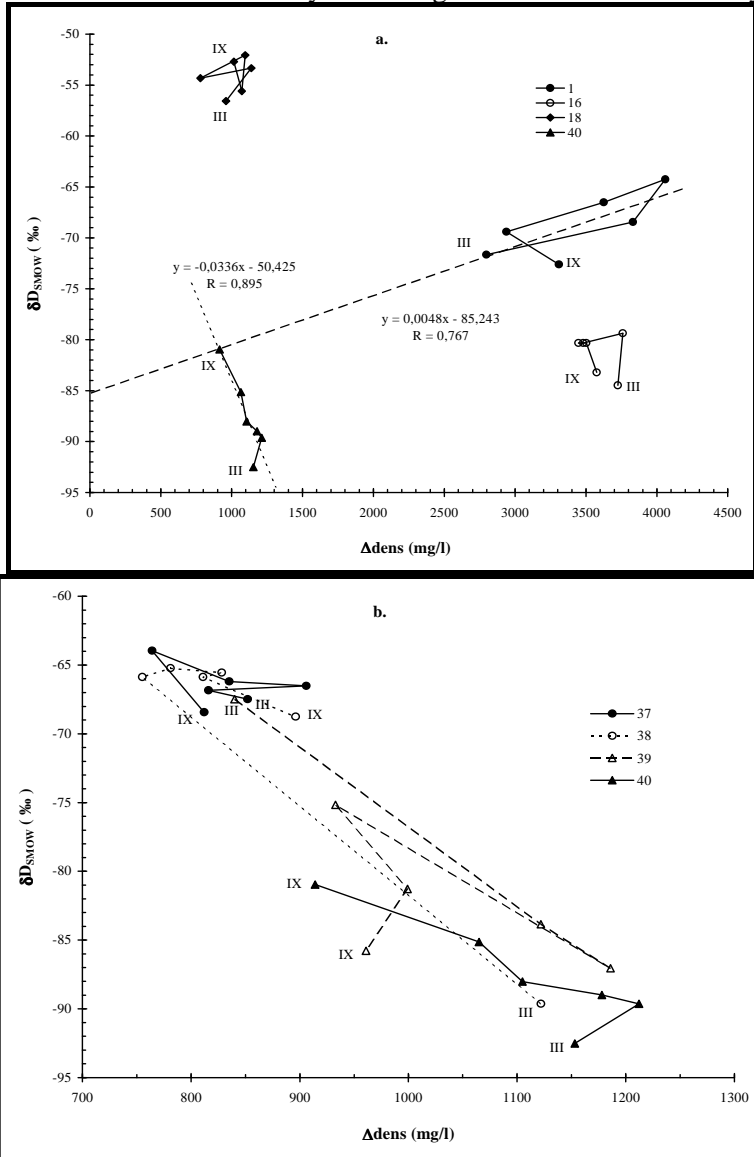 a.
-50
-55
-60
-65
-70
-75
-80
-85
-90
-95
δD_SMOW ( ‰ )
IX
III
1
16
18
40
III
IX
y = -0,0336x - 50,425
R = 0,895
y = 0,0048x - 85,243
R = 0,767
IX
III
IX
III
0 500 1000 1500 2000 2500 3000 3500 4000 4500
Δdens (mg/l)
b.
-60
-65
-70
-75
-80
-85
-90
-95
δD_SMOW ( ‰ )
IX
III
III
IX
37
38
39
40
IX
IX
III
III
700 800 900 1000 1100 1200 1300
Δdens (mg/l)